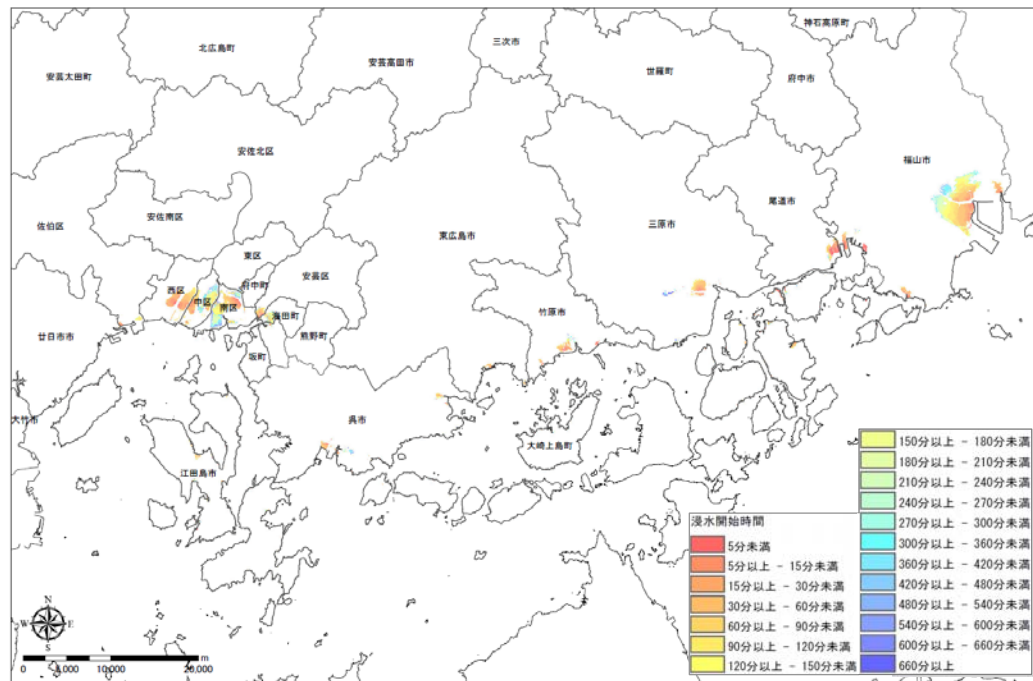 神石高原町
三次市
北広島町
安芸高田市
安芸太田町
世羅町
府中市
安佐北区
福山市
尾道市
安佐南区
佐伯区
三原市
東広島市
東区
安芸区
府中町
西区
中区
南区
海田町
竹原市
廿日市市
熊野町
坂町
大竹市
呉市
大崎上島町
江田島市
浸水開始時間
5分未満
5分以上 - 15分未満
15分以上 - 30分未満
30分以上 - 60分未満
60分以上 - 90分未満
90分以上 - 120分未満
120分以上 - 150分未満
150分以上 - 180分未満
180分以上 - 210分未満
210分以上 - 240分未満
240分以上 - 270分未満
270分以上 - 300分未満
300分以上 - 360分未満
360分以上 - 420分未満
420分以上 - 480分未満
480分以上 - 540分未満
540分以上 - 600分未満
600分以上 - 660分未満
660分以上
N
W E
S
0 5,000 10,000 20,000 m